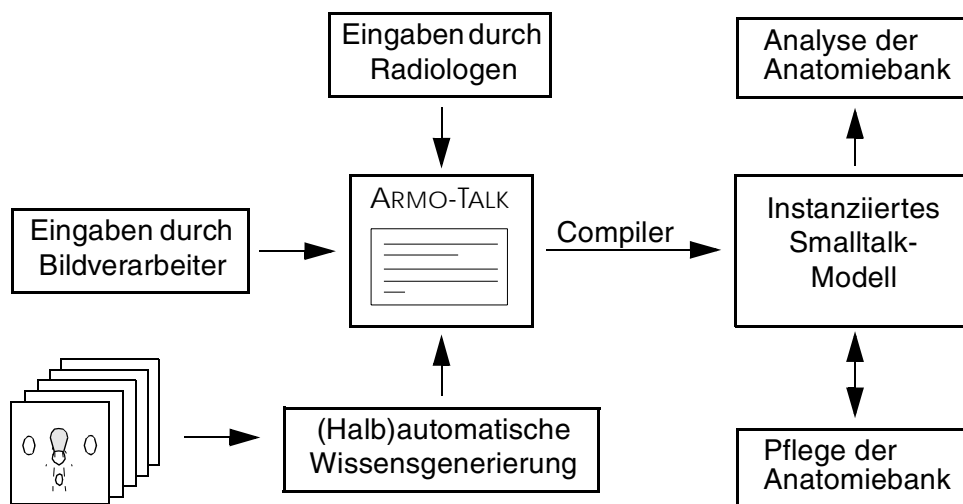 Eingaben durch
Radiologen
Analyse der
Anatomiebank
Eingaben durch
Bildverarbeiter
ARMO-TALK
Compiler
Instanziiertes
Smalltalk-
Modell
(Halb)automatische
Wissensgenerierung
Pflege der
Anatomiebank